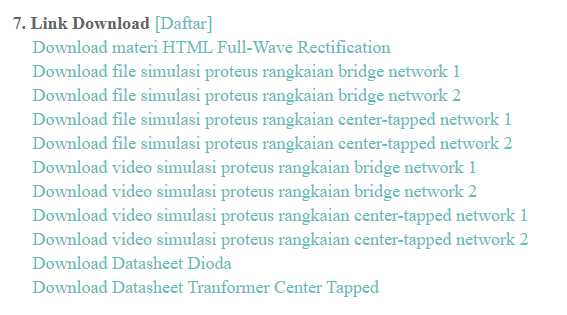 7. Link Download [Daftar]
Download materi HTML Full-Wave Rectification
Download file simulasi proteus rangkaian bridge network 1
Download file simulasi proteus rangkaian bridge network 2
Download file simulasi proteus rangkaian center-tapped network 1
Download file simulasi proteus rangkaian center-tapped network 2
Download video simulasi proteus rangkaian bridge network 1
Download video simulasi proteus rangkaian bridge network 2
Download video simulasi proteus rangkaian center-tapped network 1
Download video simulasi proteus rangkaian center-tapped network 2
Download Datasheet Dioda
Download Datasheet Tranformer Center Tapped